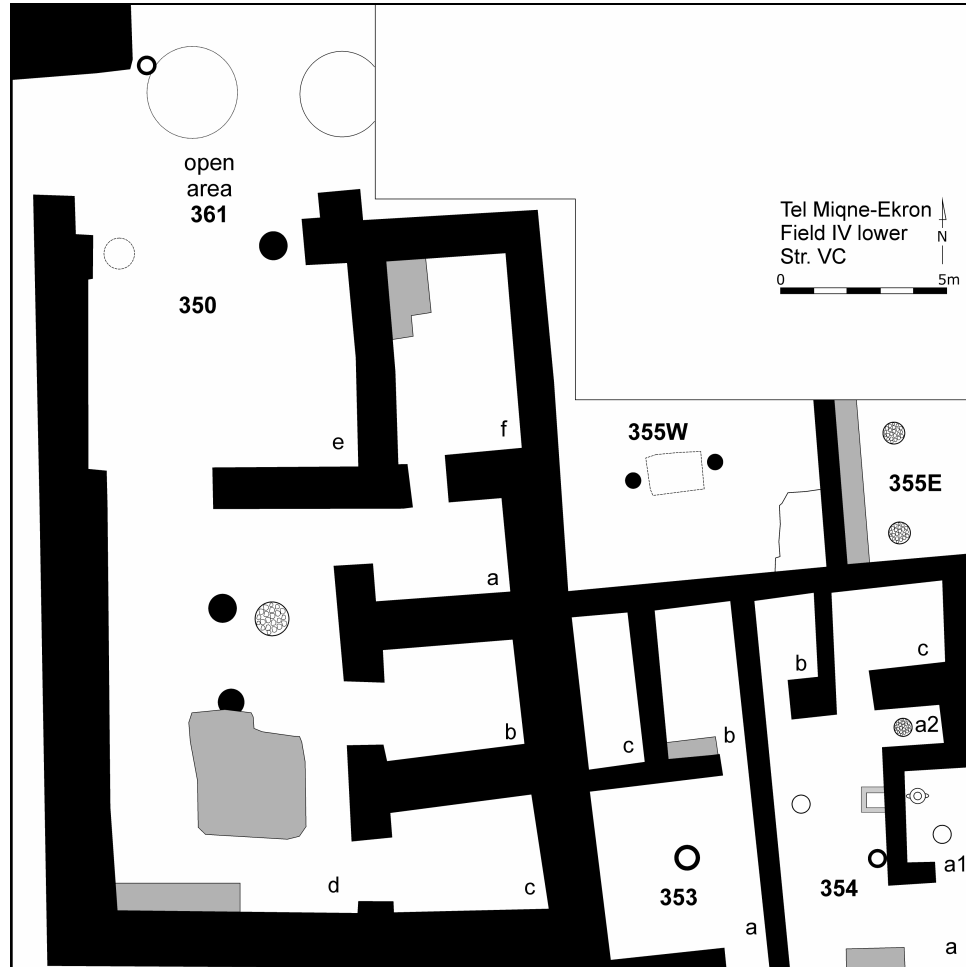 open
area
361
Tel Miqne-Ekron
Field IV lower
Str. VC
N
0 5m
350
e
f
355W
355E
a
b
c
b
c
b
a2
d
c
353
354
a1
a
a